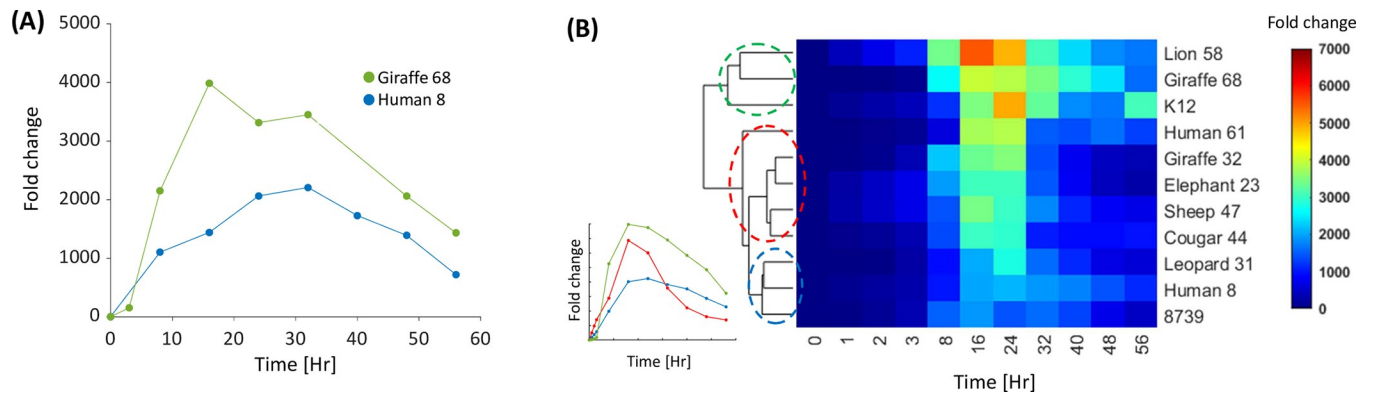 (A)
5000
4000
3000
2000
1000
0
Fold change
0 10 20 30 40 50 60
Time [Hr]
Giraffe 68
Human 8
(B)
Fold change
Time [Hr]
Lion 58
Giraffe 68
K12
Human 61
Giraffe 32
Elephant 23
Sheep 47
Cougar 44
Leopard 31
Human 8
8739
0 1 2 3 8 16 24 32 40 48 56
Time [Hr]
Fold change
7000
6000
5000
4000
3000
2000
1000
0